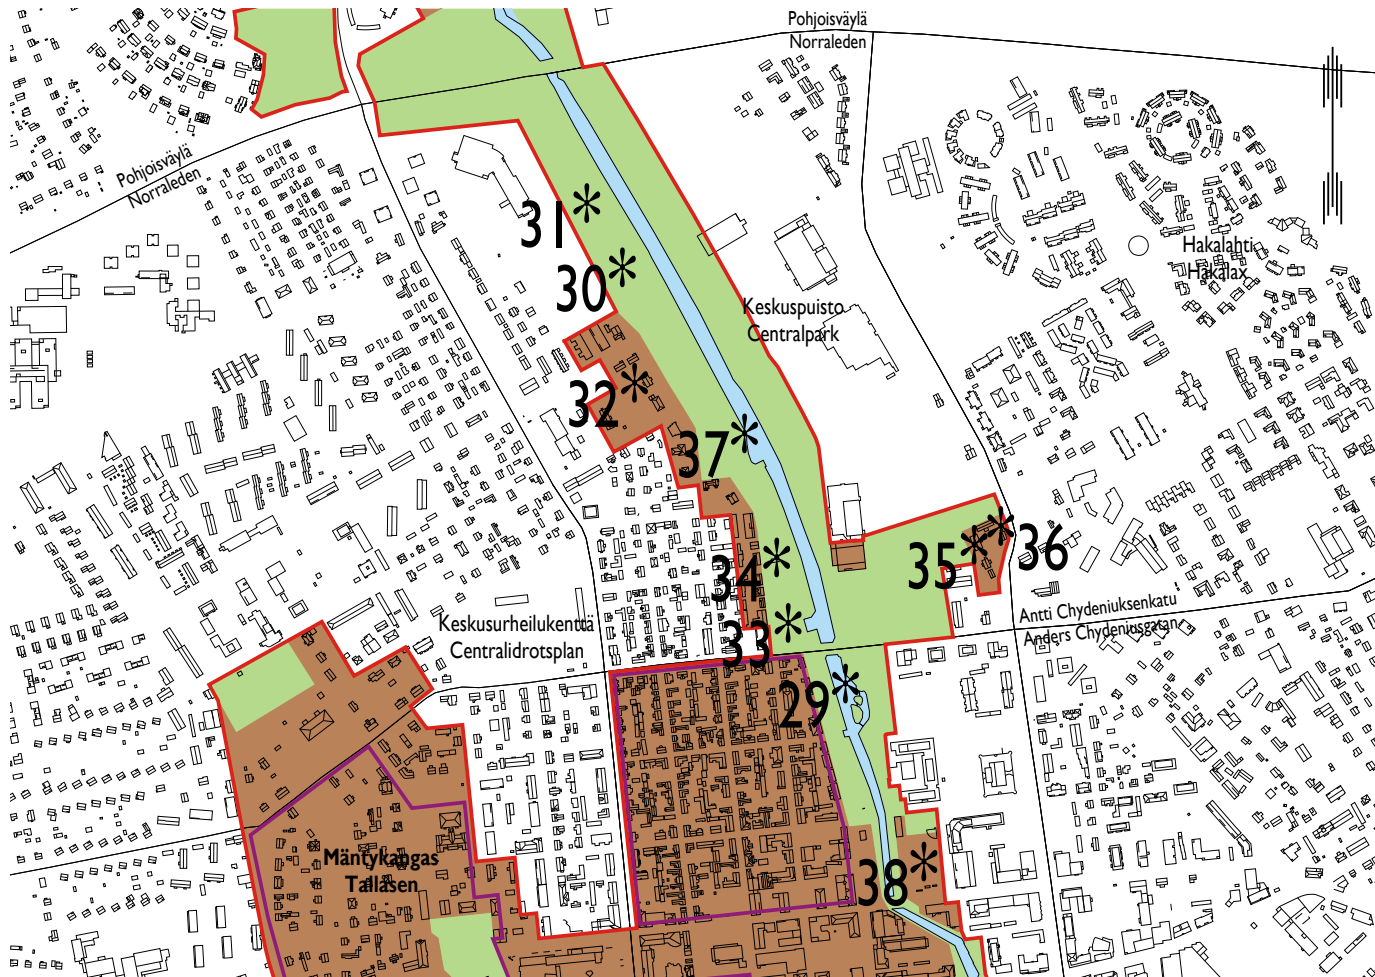 Pohjoisväylä
Norraleden
Pohjoisväylä
Norraleden
31
30
Hakalahti
Hakalax
Keskuspuisto
Centralpark
32
37
36
35
34
Antti Chydeniuksenkatu
Anders Chydeniusgatan
Keskusurheilukenttä
Centralidrotsplan
33
29
Mäntykangas
Tallåsen
38